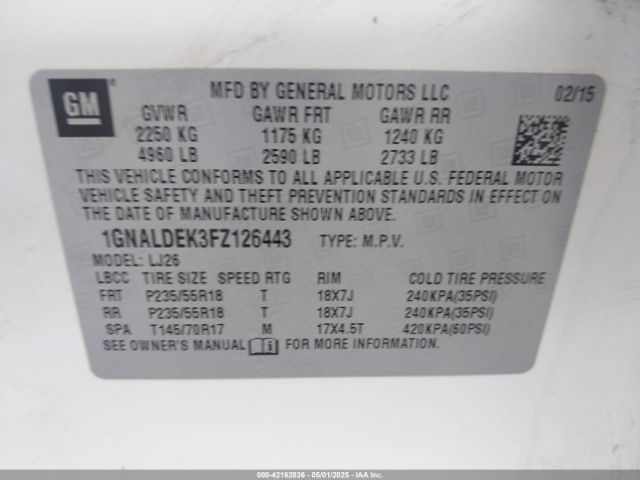 GM
MFD BY GENERAL MOTORS LLC 02/15
GVWR GAWR FRT GAWR RR
2250 KG 1175 KG 1240 KG
4960 LB 2590 LB 2733 LB
THIS VEHICLE CONFORMS TO ALL APPLICABLE U.S. FEDERAL MOTOR
VEHICLE SAFETY AND THEFT PREVENTION STANDARDS IN EFFECT ON
THE DATE OF MANUFACTURE SHOWN ABOVE.
1GNALDEK3FZ126443 TYPE: M.P.V.
MODEL: LJ26
LBCC TIRE SIZE SPEED RTG RIM COLD TIRE PRESSURE
FRT P235/55R18 T 18X7J 240KPA(35PSI)
RR P235/55R18 T 18X7J 240KPA(35PSI)
SPA T145/70R17 M 17X4.5T 420KPA(60PSI)
SEE OWNER'S MANUAL FOR MORE INFORMATION.
000-42162836 - 05/01/2025 - IAA Inc.